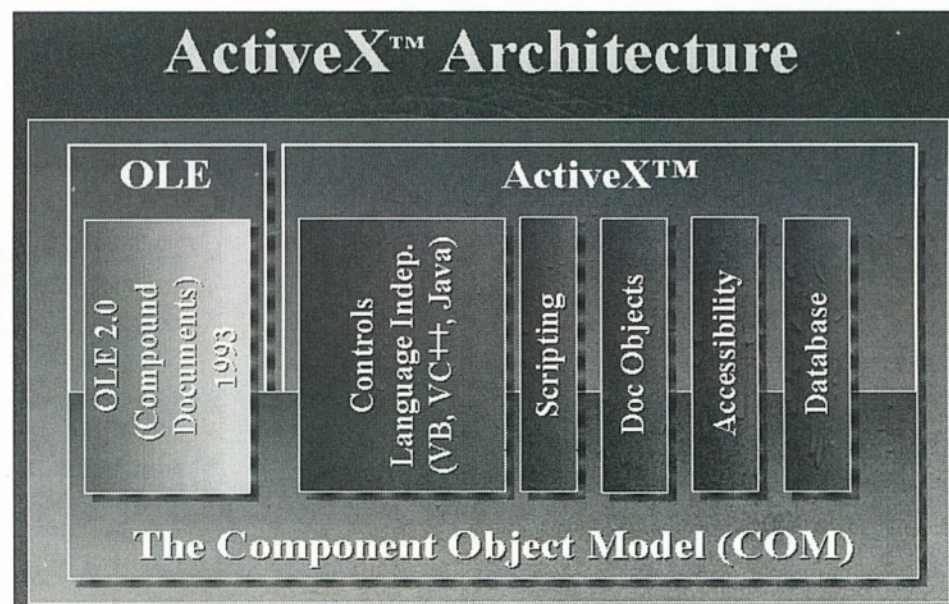 ActiveX™ Architecture
OLE
ActiveX™
OLE 2.0
(Compound
Documents)
1993
Controls
Language Indep.
(VB, VC++, Java)
Scripting
Doc Objects
Accessibility
Database
The Component Object Model (COM)